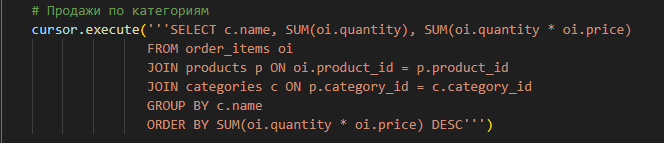 # Продажи по категориям
cursor.execute('''SELECT c.name, SUM(oi.quantity), SUM(oi.quantity * oi.price)
FROM order_items oi
JOIN products p ON oi.product_id = p.product_id
JOIN categories c ON p.category_id = c.category_id
GROUP BY c.name
ORDER BY SUM(oi.quantity * oi.price) DESC''')